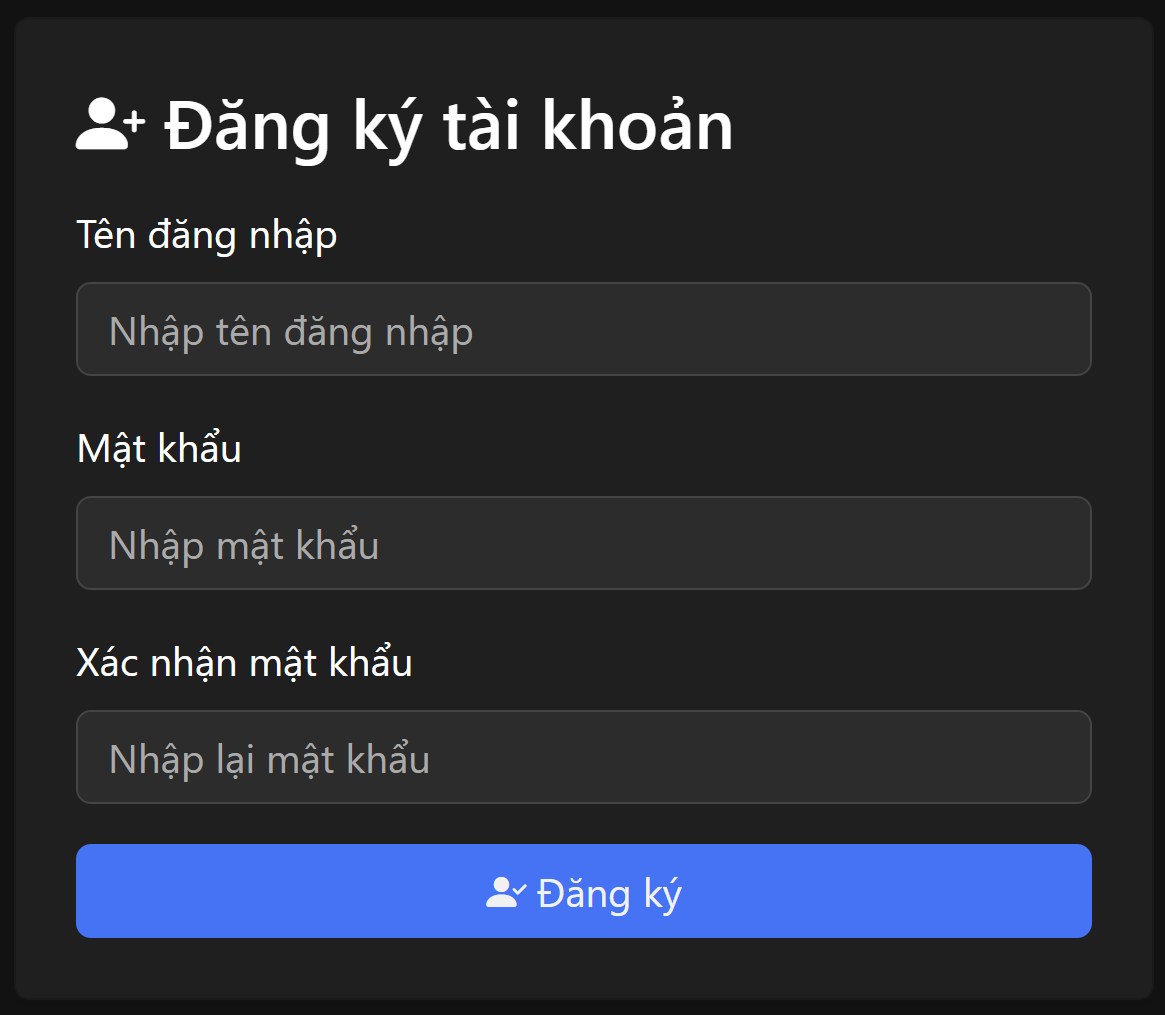 Đăng ký tài khoản
Tên đăng nhập
Nhập tên đăng nhập
Mật khẩu
Nhập mật khẩu
Xác nhận mật khẩu
Nhập lại mật khẩu
Đăng ký